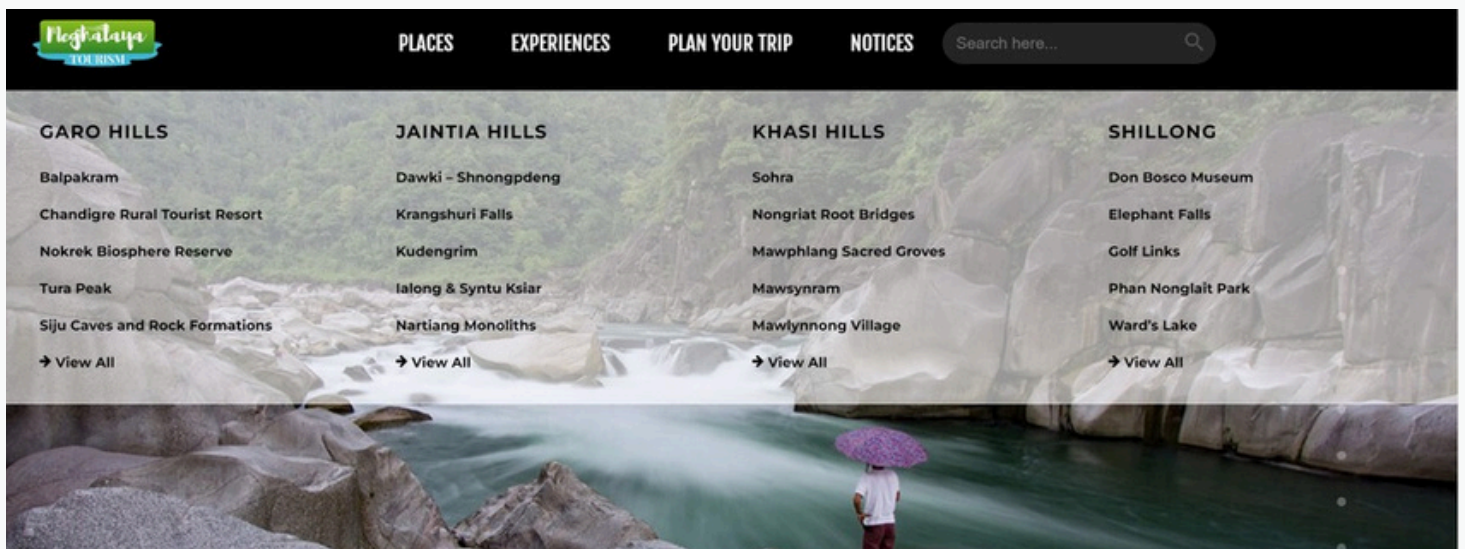 Meghalaya
TOURISM
PLACES
EXPERIENCES
PLAN YOUR TRIP
NOTICES
Search here...
GARO HILLS
Balpakram
Chandigre Rural Tourist Resort
Nokrek Biosphere Reserve
Tura Peak
Siju Caves and Rock Formations
→ View All
JAINTIA HILLS
Dawki – Shnongpdeng
Krangshuri Falls
Kudengrim
Ialong & Syntu Ksiar
Nartiang Monoliths
→ View All
KHASI HILLS
Sohra
Nongriat Root Bridges
Mawphlang Sacred Groves
Mawsynram
Mawlynnong Village
→ View All
SHILLONG
Don Bosco Museum
Elephant Falls
Golf Links
Phan Nonglait Park
Ward's Lake
→ View All